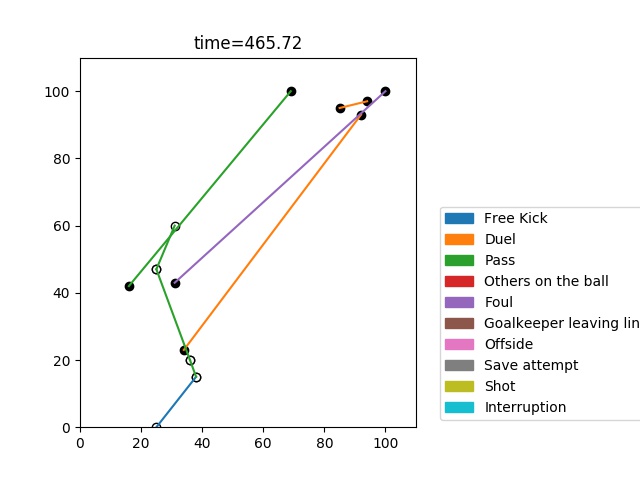 time=465.72
100
80
60
40
20
0
0 20 40 60 80 100
Free Kick
Duel
Pass
Others on the ball
Foul
Goalkeeper leaving lin
Offside
Save attempt
Shot
Interruption